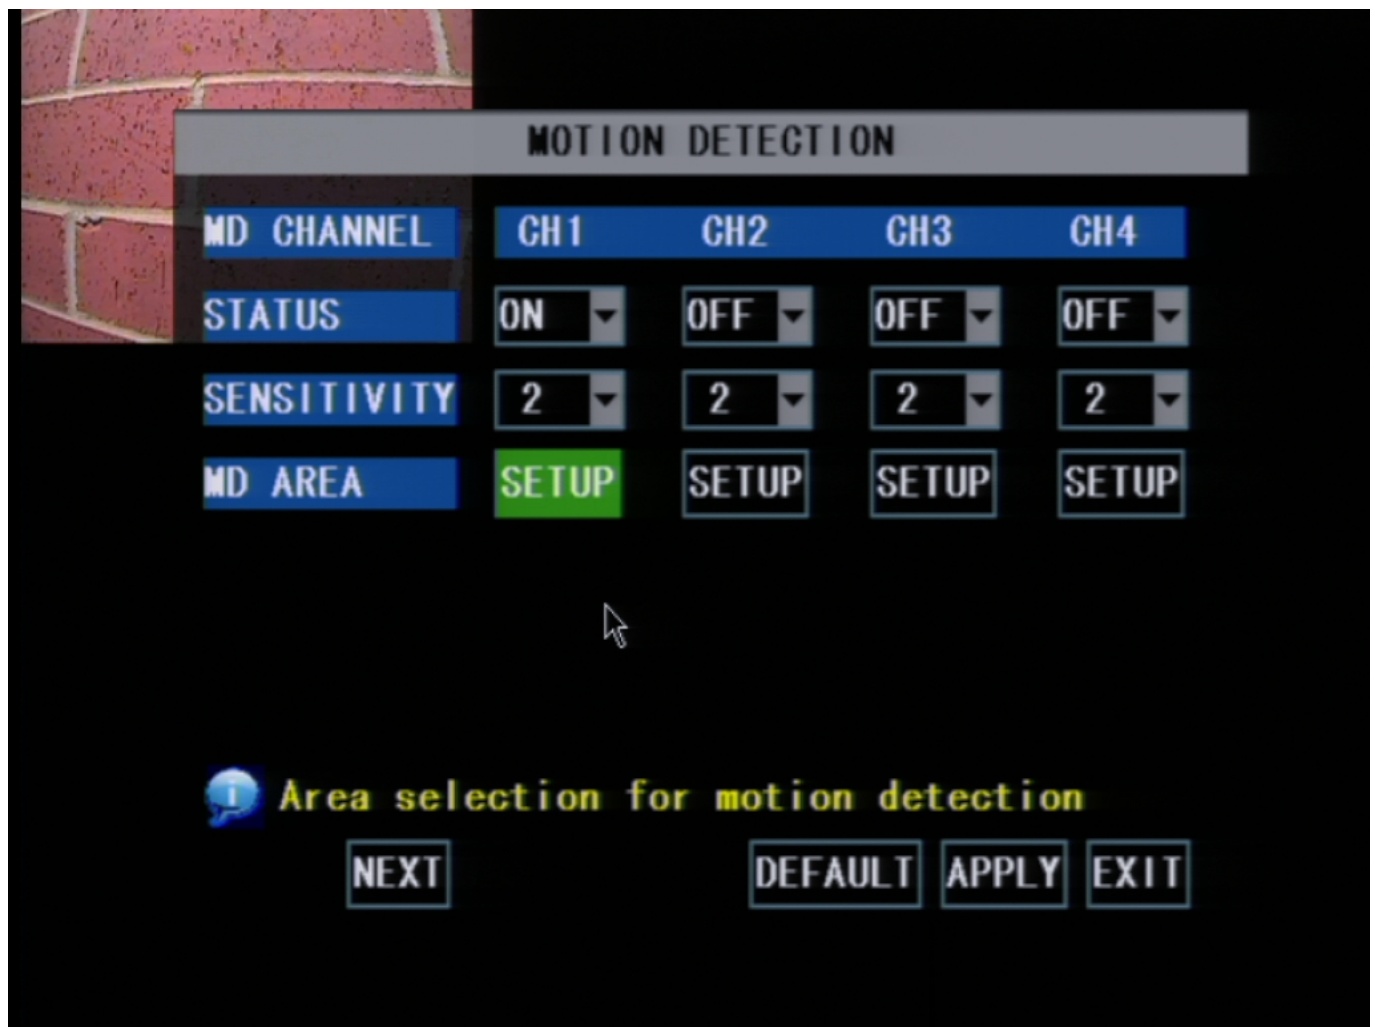 MOTION DETECTION
MD CHANNEL CH1 CH2 CH3 CH4
STATUS ON OFF OFF OFF
SENSITIVITY 2 2 2 2
MD AREA SETUP SETUP SETUP SETUP
i Area selection for motion detection
NEXT DEFAULT APPLY EXIT